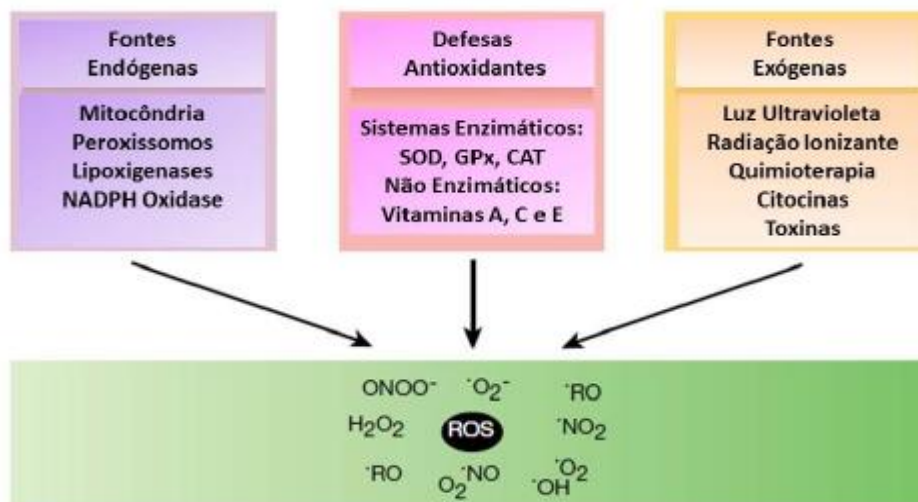 Fontes
Endógenas
Mitocôndria
Peroxissomos
Lipoxigenases
NADPH Oxidase
Defesas
Antioxidantes
Sistemas Enzimáticos:
SOD, GPx, CAT
Não Enzimáticos:
Vitaminas A, C e E
Fontes
Exógenas
Luz Ultravioleta
Radiação Ionizante
Quimioterapia
Citocinas
Toxinas
ONOO⁻ ˙O₂⁻ ˙RO
H₂O₂ ROS ˙NO₂
˙RO O₂˙NO ˙OH ˙O₂